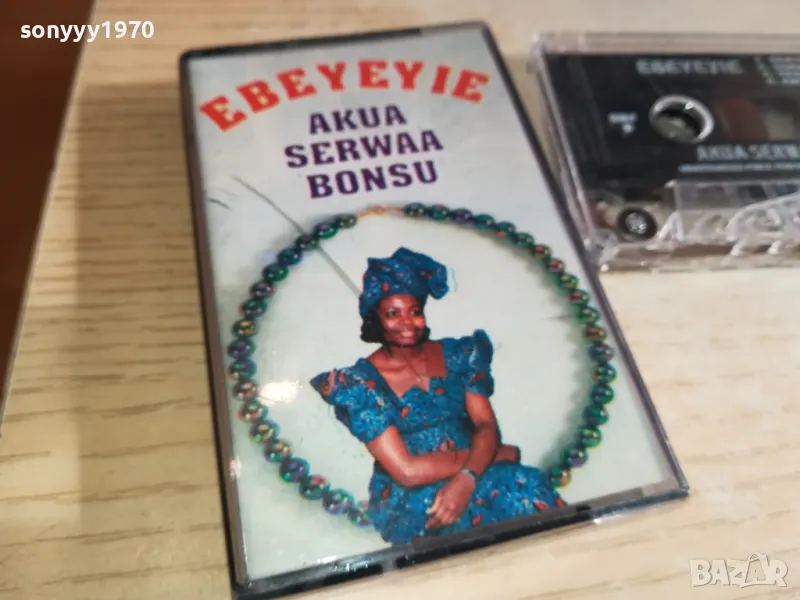 sonyyy1970
EBEYEYIE
AKUA
SERWAA
BONSU
EBEYEYIE
AKUA SERWA
BAZAR